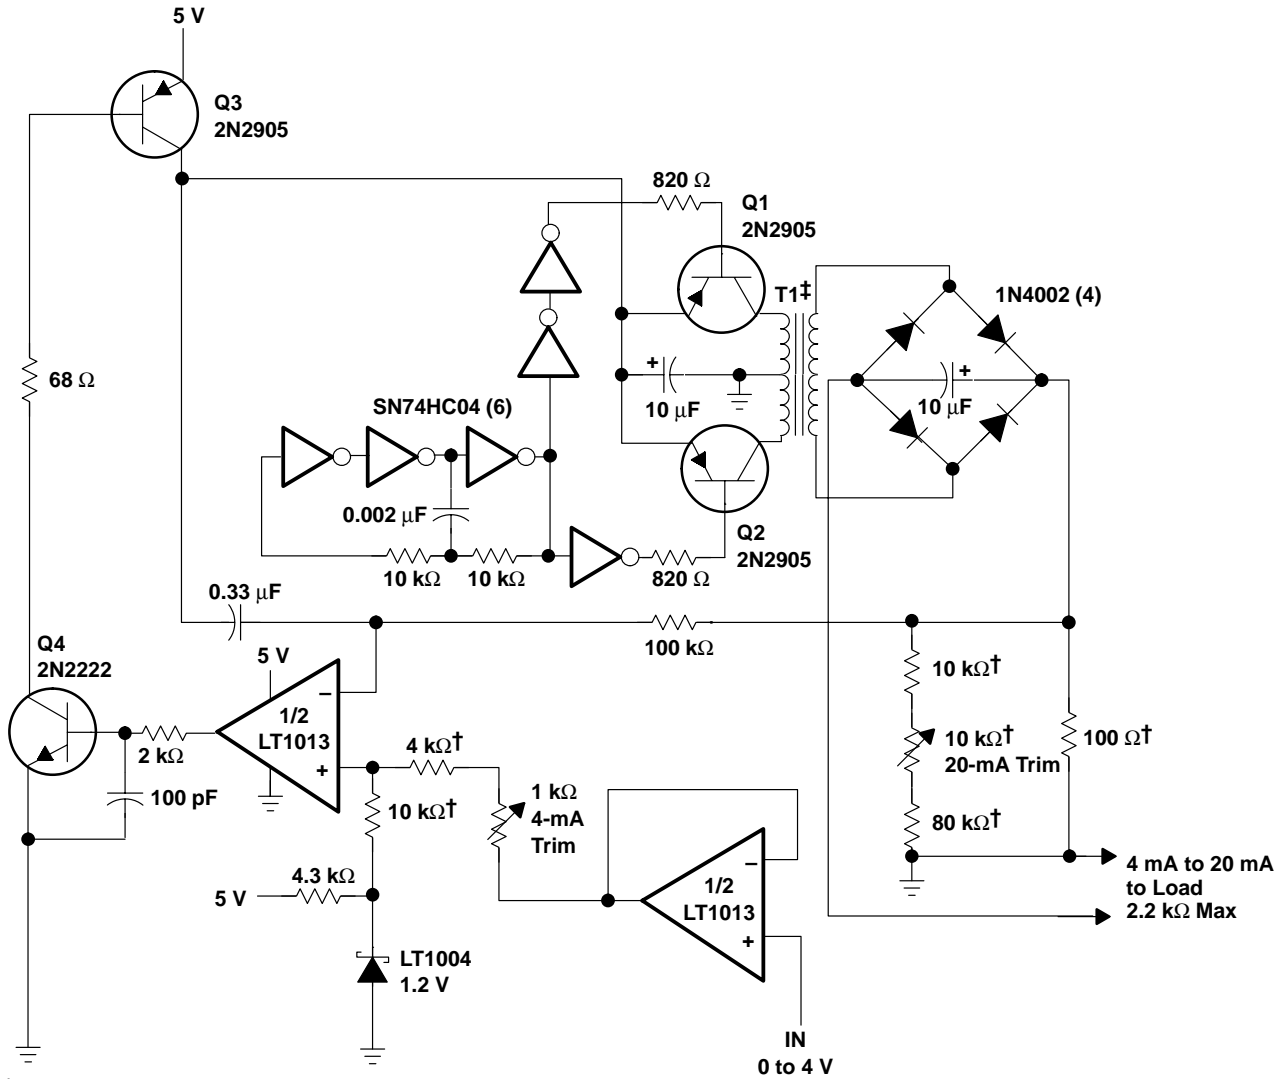 5 V
Q3
2N2905
820 Ω
Q1
2N2905
T1‡
1N4002 (4)
+
10 μF
+
10 μF
68 Ω
SN74HC04 (6)
0.002 μF
10 kΩ
10 kΩ
820 Ω
Q2
2N2905
0.33 μF
100 kΩ
Q4
2N2222
5 V
–
1/2
LT1013
+
2 kΩ
100 pF
4 kΩ†
10 kΩ†
1 kΩ
4-mA
Trim
10 kΩ†
10 kΩ†
20-mA Trim
100 Ω†
80 kΩ†
4.3 kΩ
5 V
–
1/2
LT1013
+
4 mA to 20 mA
to Load
2.2 kΩ Max
LT1004
1.2 V
IN
0 to 4 V